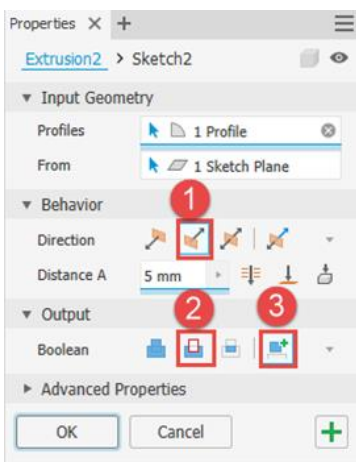 Properties × +
Extrusion2 > Sketch2
Input Geometry
Profiles 1 Profile
From 1 Sketch Plane
1
Behavior
Direction
Distance A 5 mm
2 3
Output
Boolean
Advanced Properties
OK Cancel +